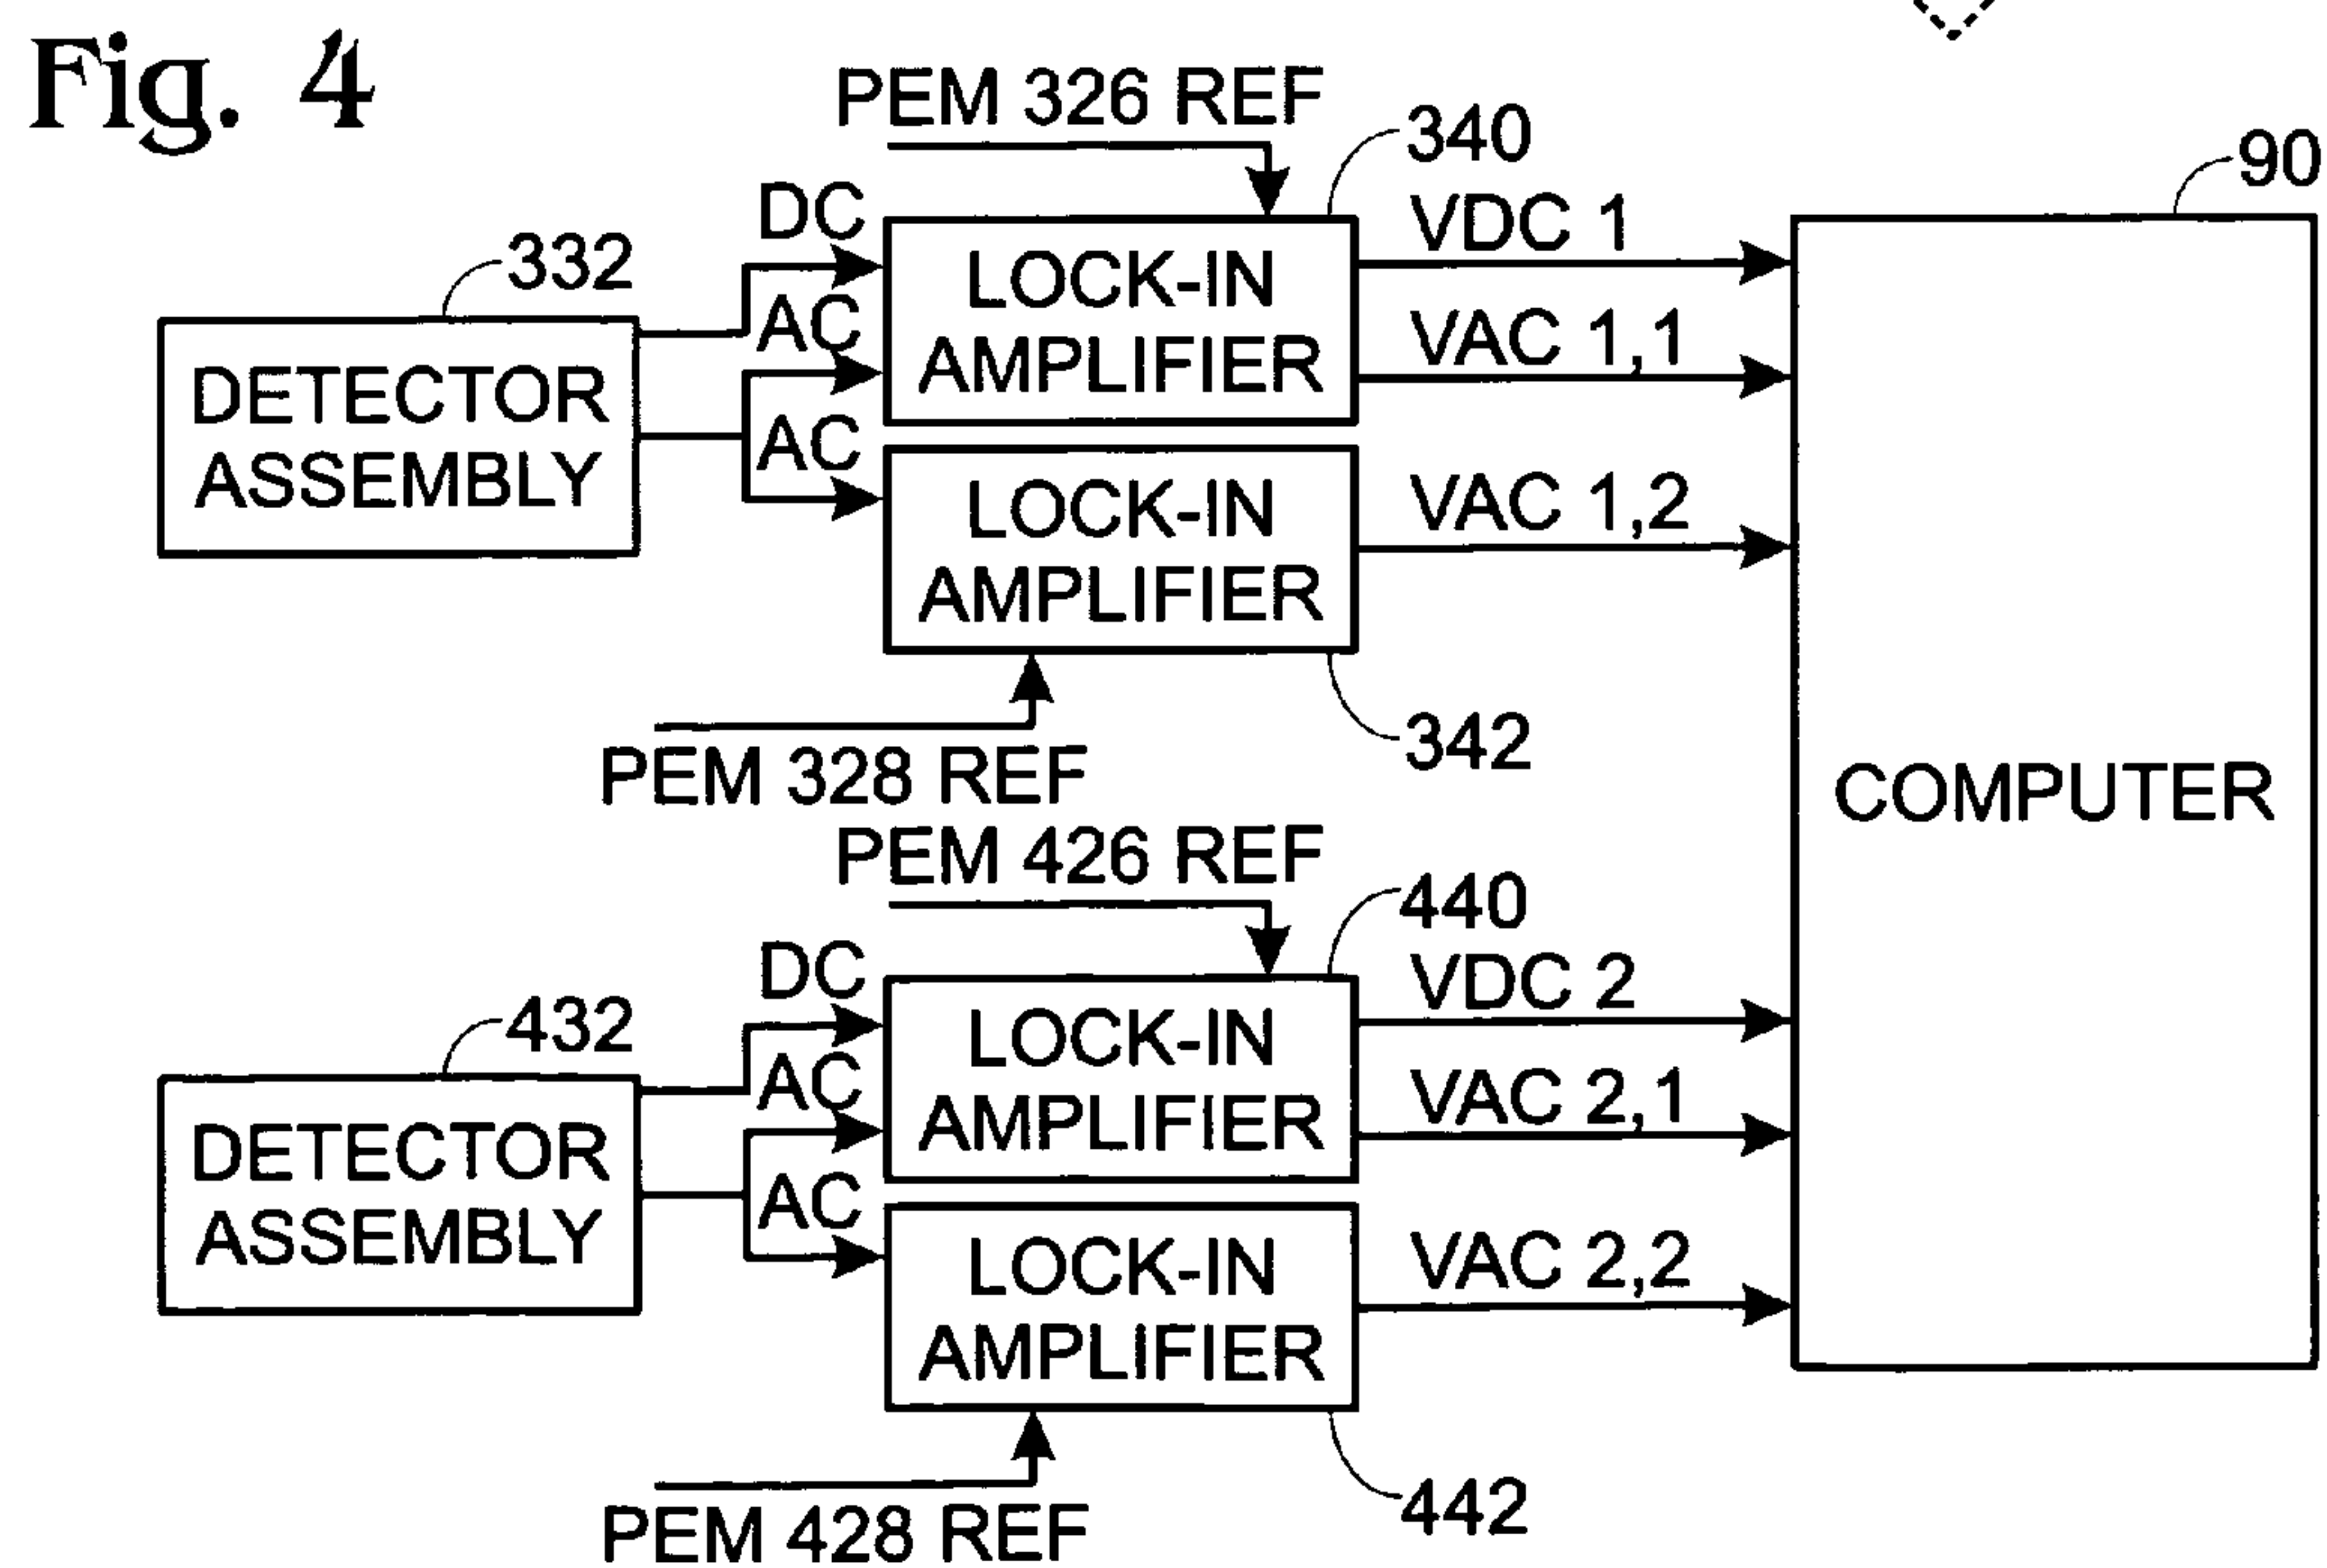 Fig. 4
PEM 326 REF
340
90
DC
VDC 1
332
LOCK-IN
AMPLIFIER
AC
VAC 1,1
DETECTOR
ASSEMBLY
AC
LOCK-IN
AMPLIFIER
VAC 1,2
342
PEM 328 REF
COMPUTER
PEM 426 REF
440
DC
VDC 2
432
LOCK-IN
AMPLIFIER
AC
VAC 2,1
DETECTOR
ASSEMBLY
AC
LOCK-IN
AMPLIFIER
VAC 2,2
442
PEM 428 REF